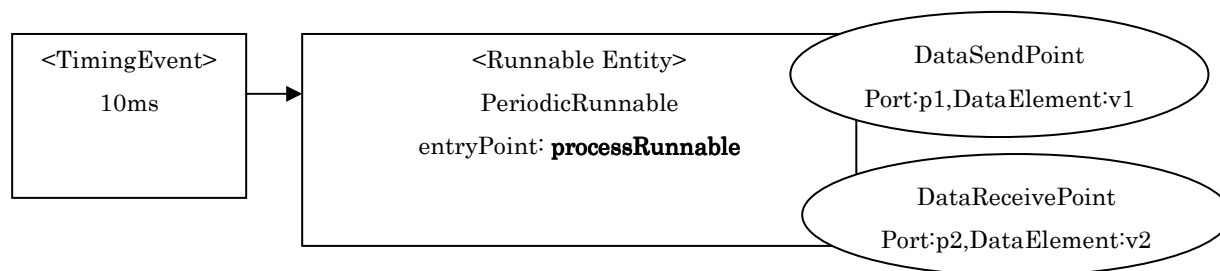 <TimingEvent>
10ms
<Runnable Entity>
PeriodicRunnable
entryPoint: processRunnable
DataSendPoint
Port:p1,DataElement:v1
DataReceivePoint
Port:p2,DataElement:v2